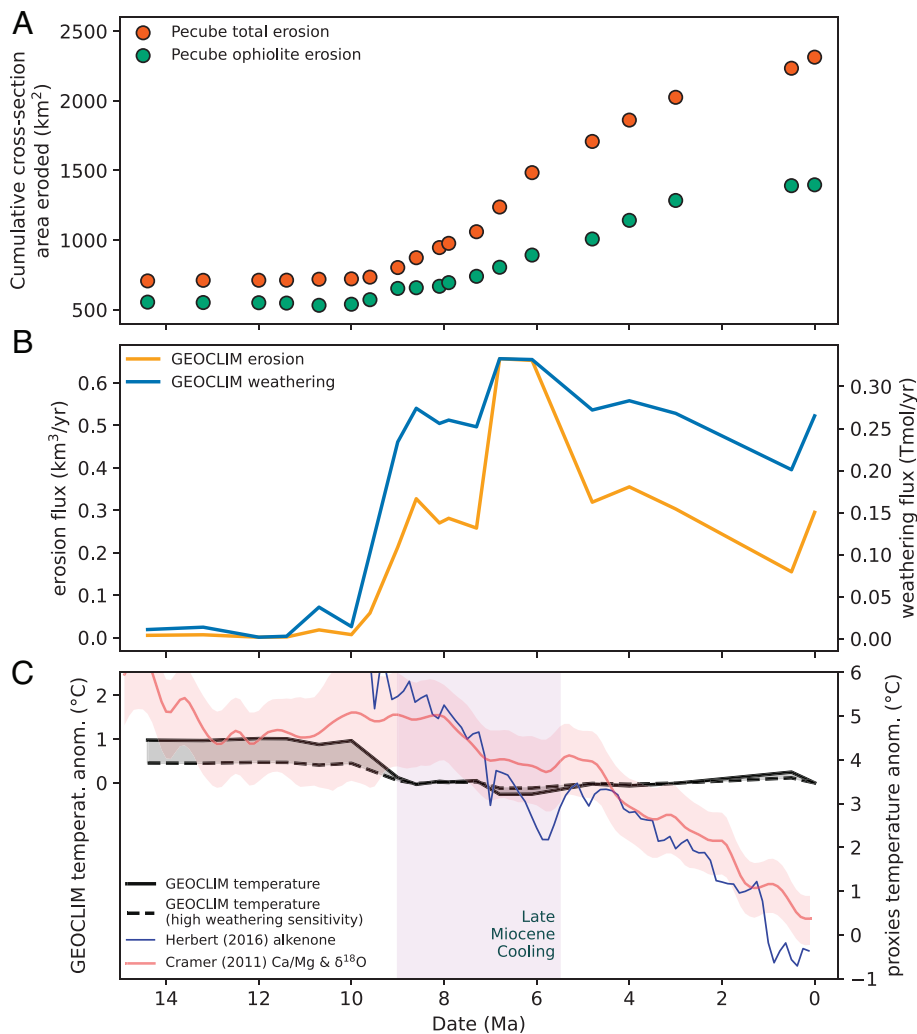 A
2500
2000
1500
1000
500
Cumulative cross-section
area eroded (km²)
Pecube total erosion
Pecube ophiolite erosion
B
0.6
0.5
0.4
0.3
0.2
0.1
0.0
erosion flux (km³/yr)
GEOCLIM erosion
GEOCLIM weathering
0.30
0.25
0.20
0.15
0.10
0.05
0.00
weathering flux (Tmol/yr)
C
2
1
0
GEOCLIM temperat. anom. (°C)
GEOCLIM temperature
GEOCLIM temperature
(high weathering sensitivity)
Herbert (2016) alkenone
Cramer (2011) Ca/Mg & δ¹⁸O
Late
Miocene
Cooling
6
5
4
3
2
1
0
−1
proxies temperature anom. (°C)
14
12
10
8
6
4
2
0
Date (Ma)